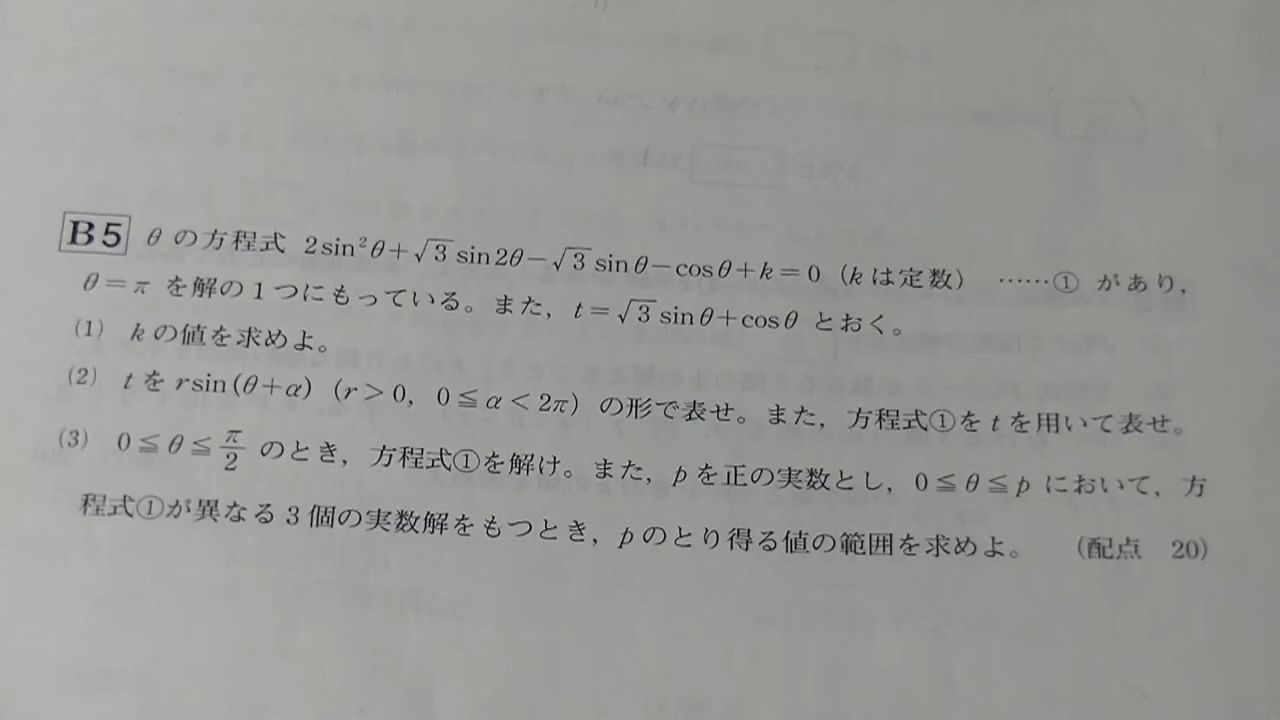 B5 θの方程式 2sin²θ+√3 sin2θ−√3 sinθ−cosθ+k=0（kは定数） ……① があり，
θ=π を解の1つにもっている。また，t=√3 sinθ+cosθ とおく。
(1) kの値を求めよ。
(2) t を r sin(θ+α)（r>0，0≦α<2π）の形で表せ。また，方程式①を t を用いて表せ。
(3) 0≦θ≦π/2 のとき，方程式①を解け。また，pを正の実数とし，0≦θ≦p において，方
程式①が異なる3個の実数解をもつとき，pのとり得る値の範囲を求めよ。 （配点 20）